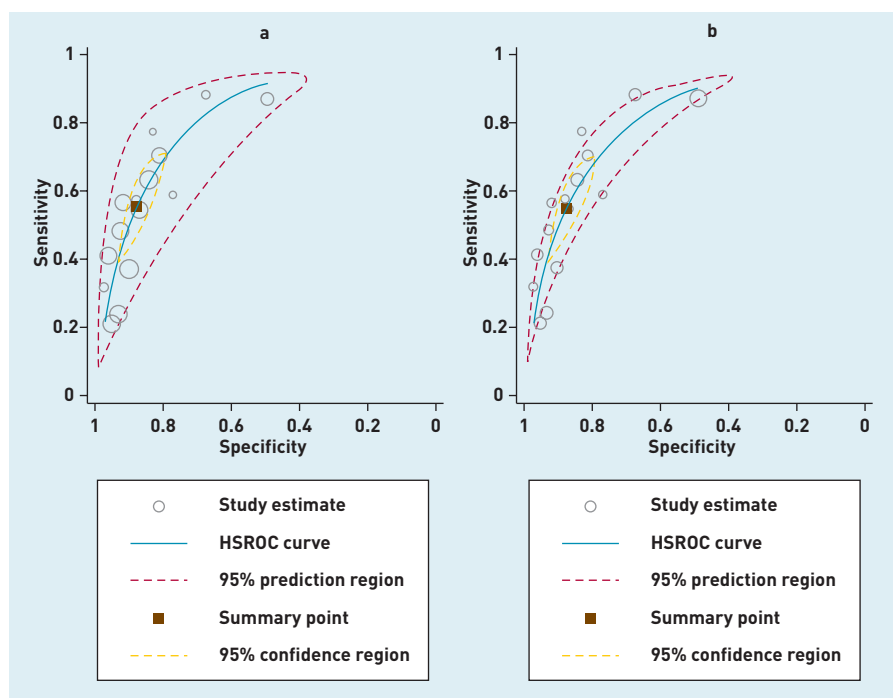 a
1
0.8
0.6
0.4
0.2
0
Sensitivity
1 0.8 0.6 0.4 0.2 0
Specificity
b
1
0.8
0.6
0.4
0.2
0
Sensitivity
1 0.8 0.6 0.4 0.2 0
Specificity
Study estimate
HSROC curve
95% prediction region
Summary point
95% confidence region
Study estimate
HSROC curve
95% prediction region
Summary point
95% confidence region